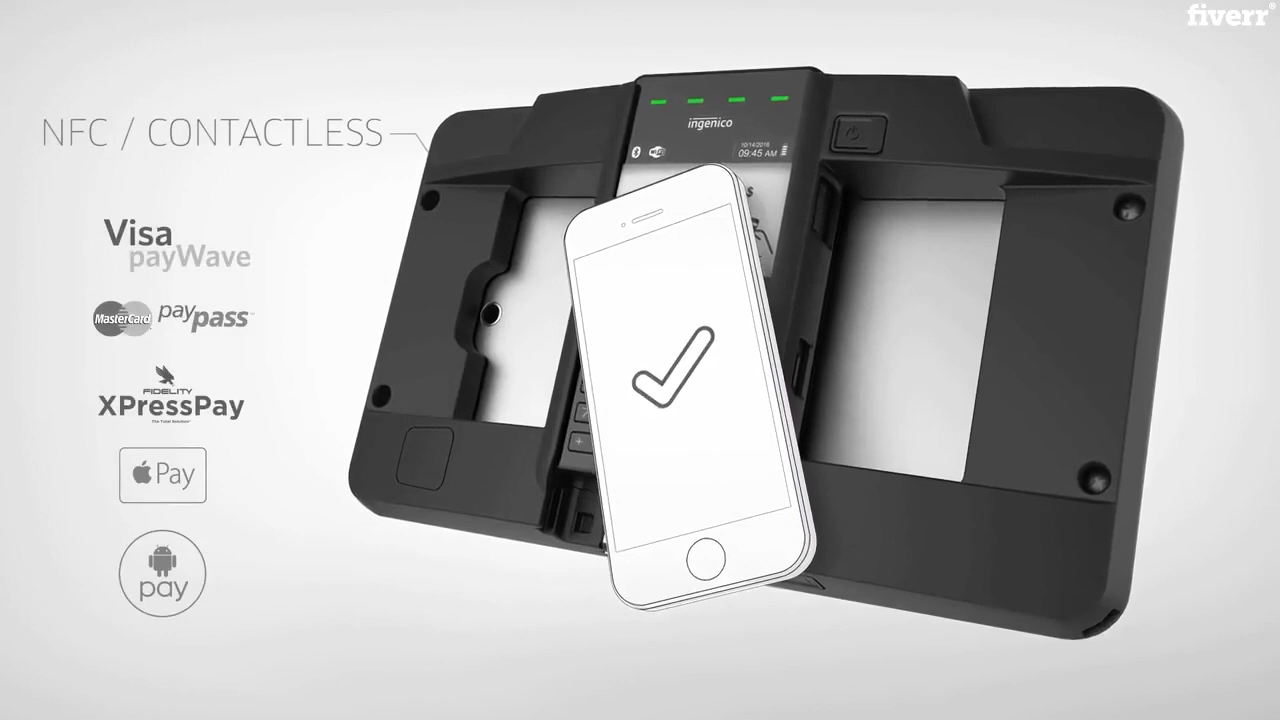 fiverr®
NFC / CONTACTLESS
ingenico
10/14/2016
09:45 AM
Visa
payWave
MasterCard paypass™
FIDELITY
XPressPay
The Total Solution
Pay
pay